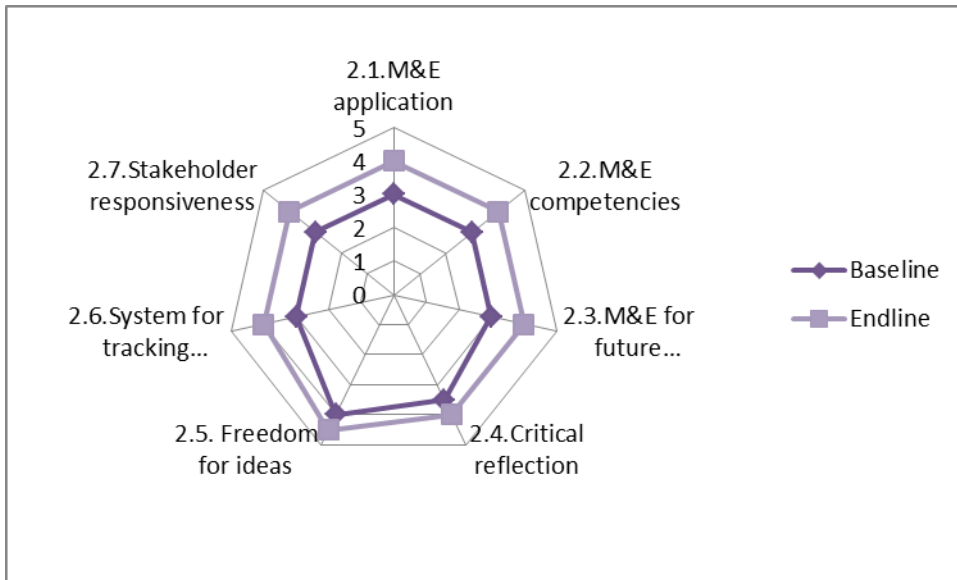 2.1.M&E
application
5
4
3
2
1
0
2.2.M&E
competencies
2.3.M&E for
future
...
2.4.Critical
reflection
2.5. Freedom
for ideas
2.6.System for
tracking...
2.7.Stakeholder
responsiveness
Baseline
Endline